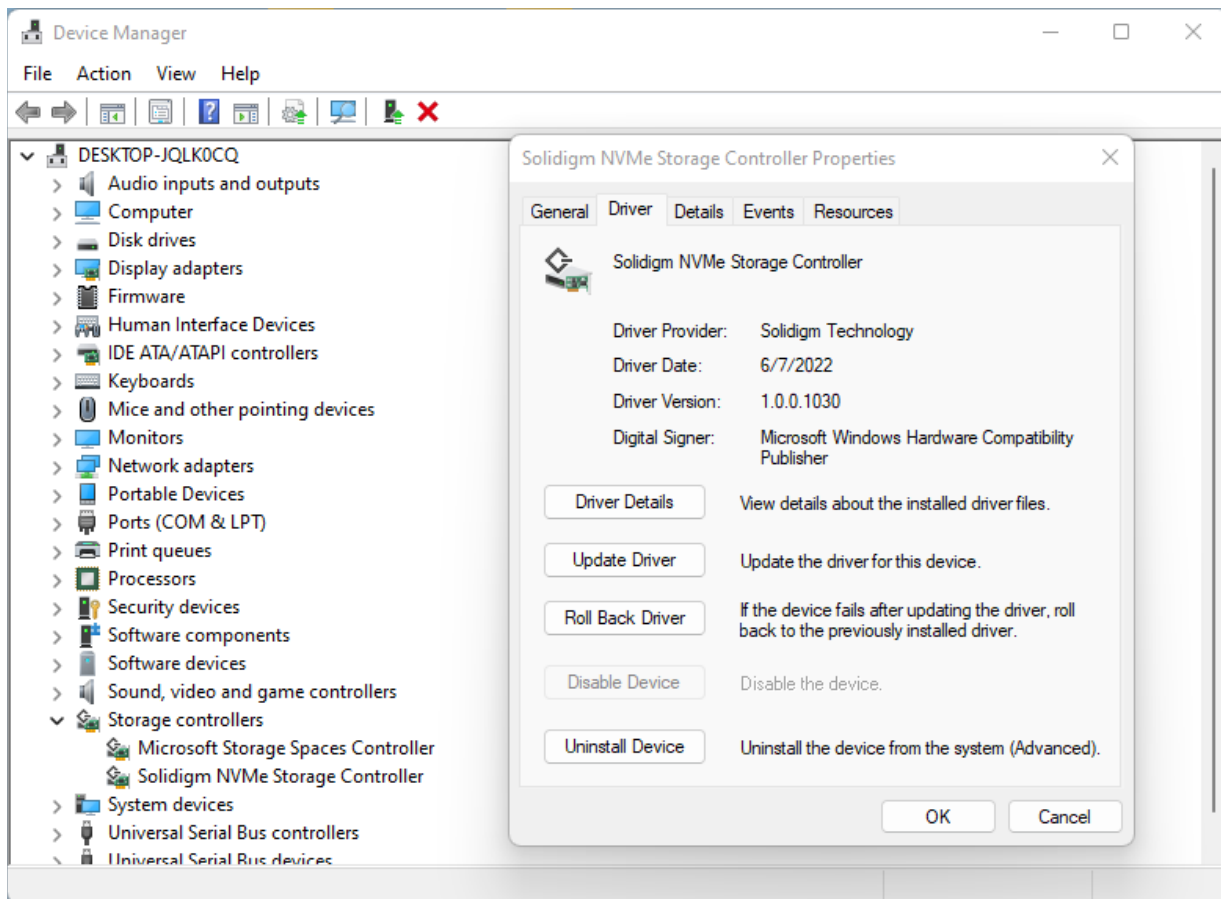 Device Manager
File Action View Help
DESKTOP-JQLK0CQ
Audio inputs and outputs
Computer
Disk drives
Display adapters
Firmware
Human Interface Devices
IDE ATA/ATAPI controllers
Keyboards
Mice and other pointing devices
Monitors
Network adapters
Portable Devices
Ports (COM & LPT)
Print queues
Processors
Security devices
Software components
Software devices
Sound, video and game controllers
Storage controllers
Microsoft Storage Spaces Controller
Solidigm NVMe Storage Controller
System devices
Universal Serial Bus controllers
Universal Serial Bus devices
Solidigm NVMe Storage Controller Properties
General Driver Details Events Resources
Solidigm NVMe Storage Controller
Driver Provider: Solidigm Technology
Driver Date: 6/7/2022
Driver Version: 1.0.0.1030
Digital Signer: Microsoft Windows Hardware Compatibility
Publisher
Driver Details View details about the installed driver files.
Update Driver Update the driver for this device.
Roll Back Driver If the device fails after updating the driver, roll
back to the previously installed driver.
Disable Device Disable the device.
Uninstall Device Uninstall the device from the system (Advanced).
OK Cancel